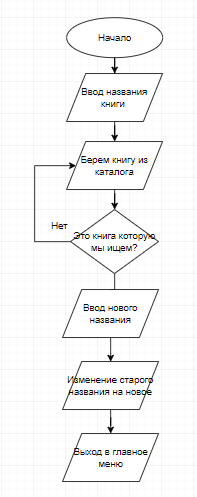 Начало
Ввод названия
книги
Берем книгу из
каталога
Нет
Это книга которую
мы ищем?
Ввод нового
названия
Изменение старого
названия на новое
Выход в главное
меню